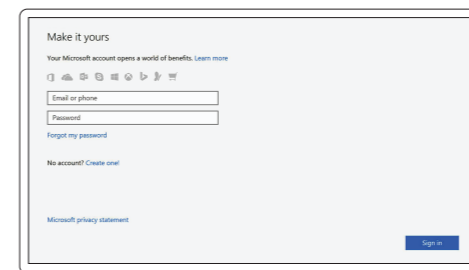 Make it yours
Your Microsoft account opens a world of benefits. Learn more
Email or phone
Password
Forgot my password
No account? Create one!
Microsoft privacy statement
Sign in